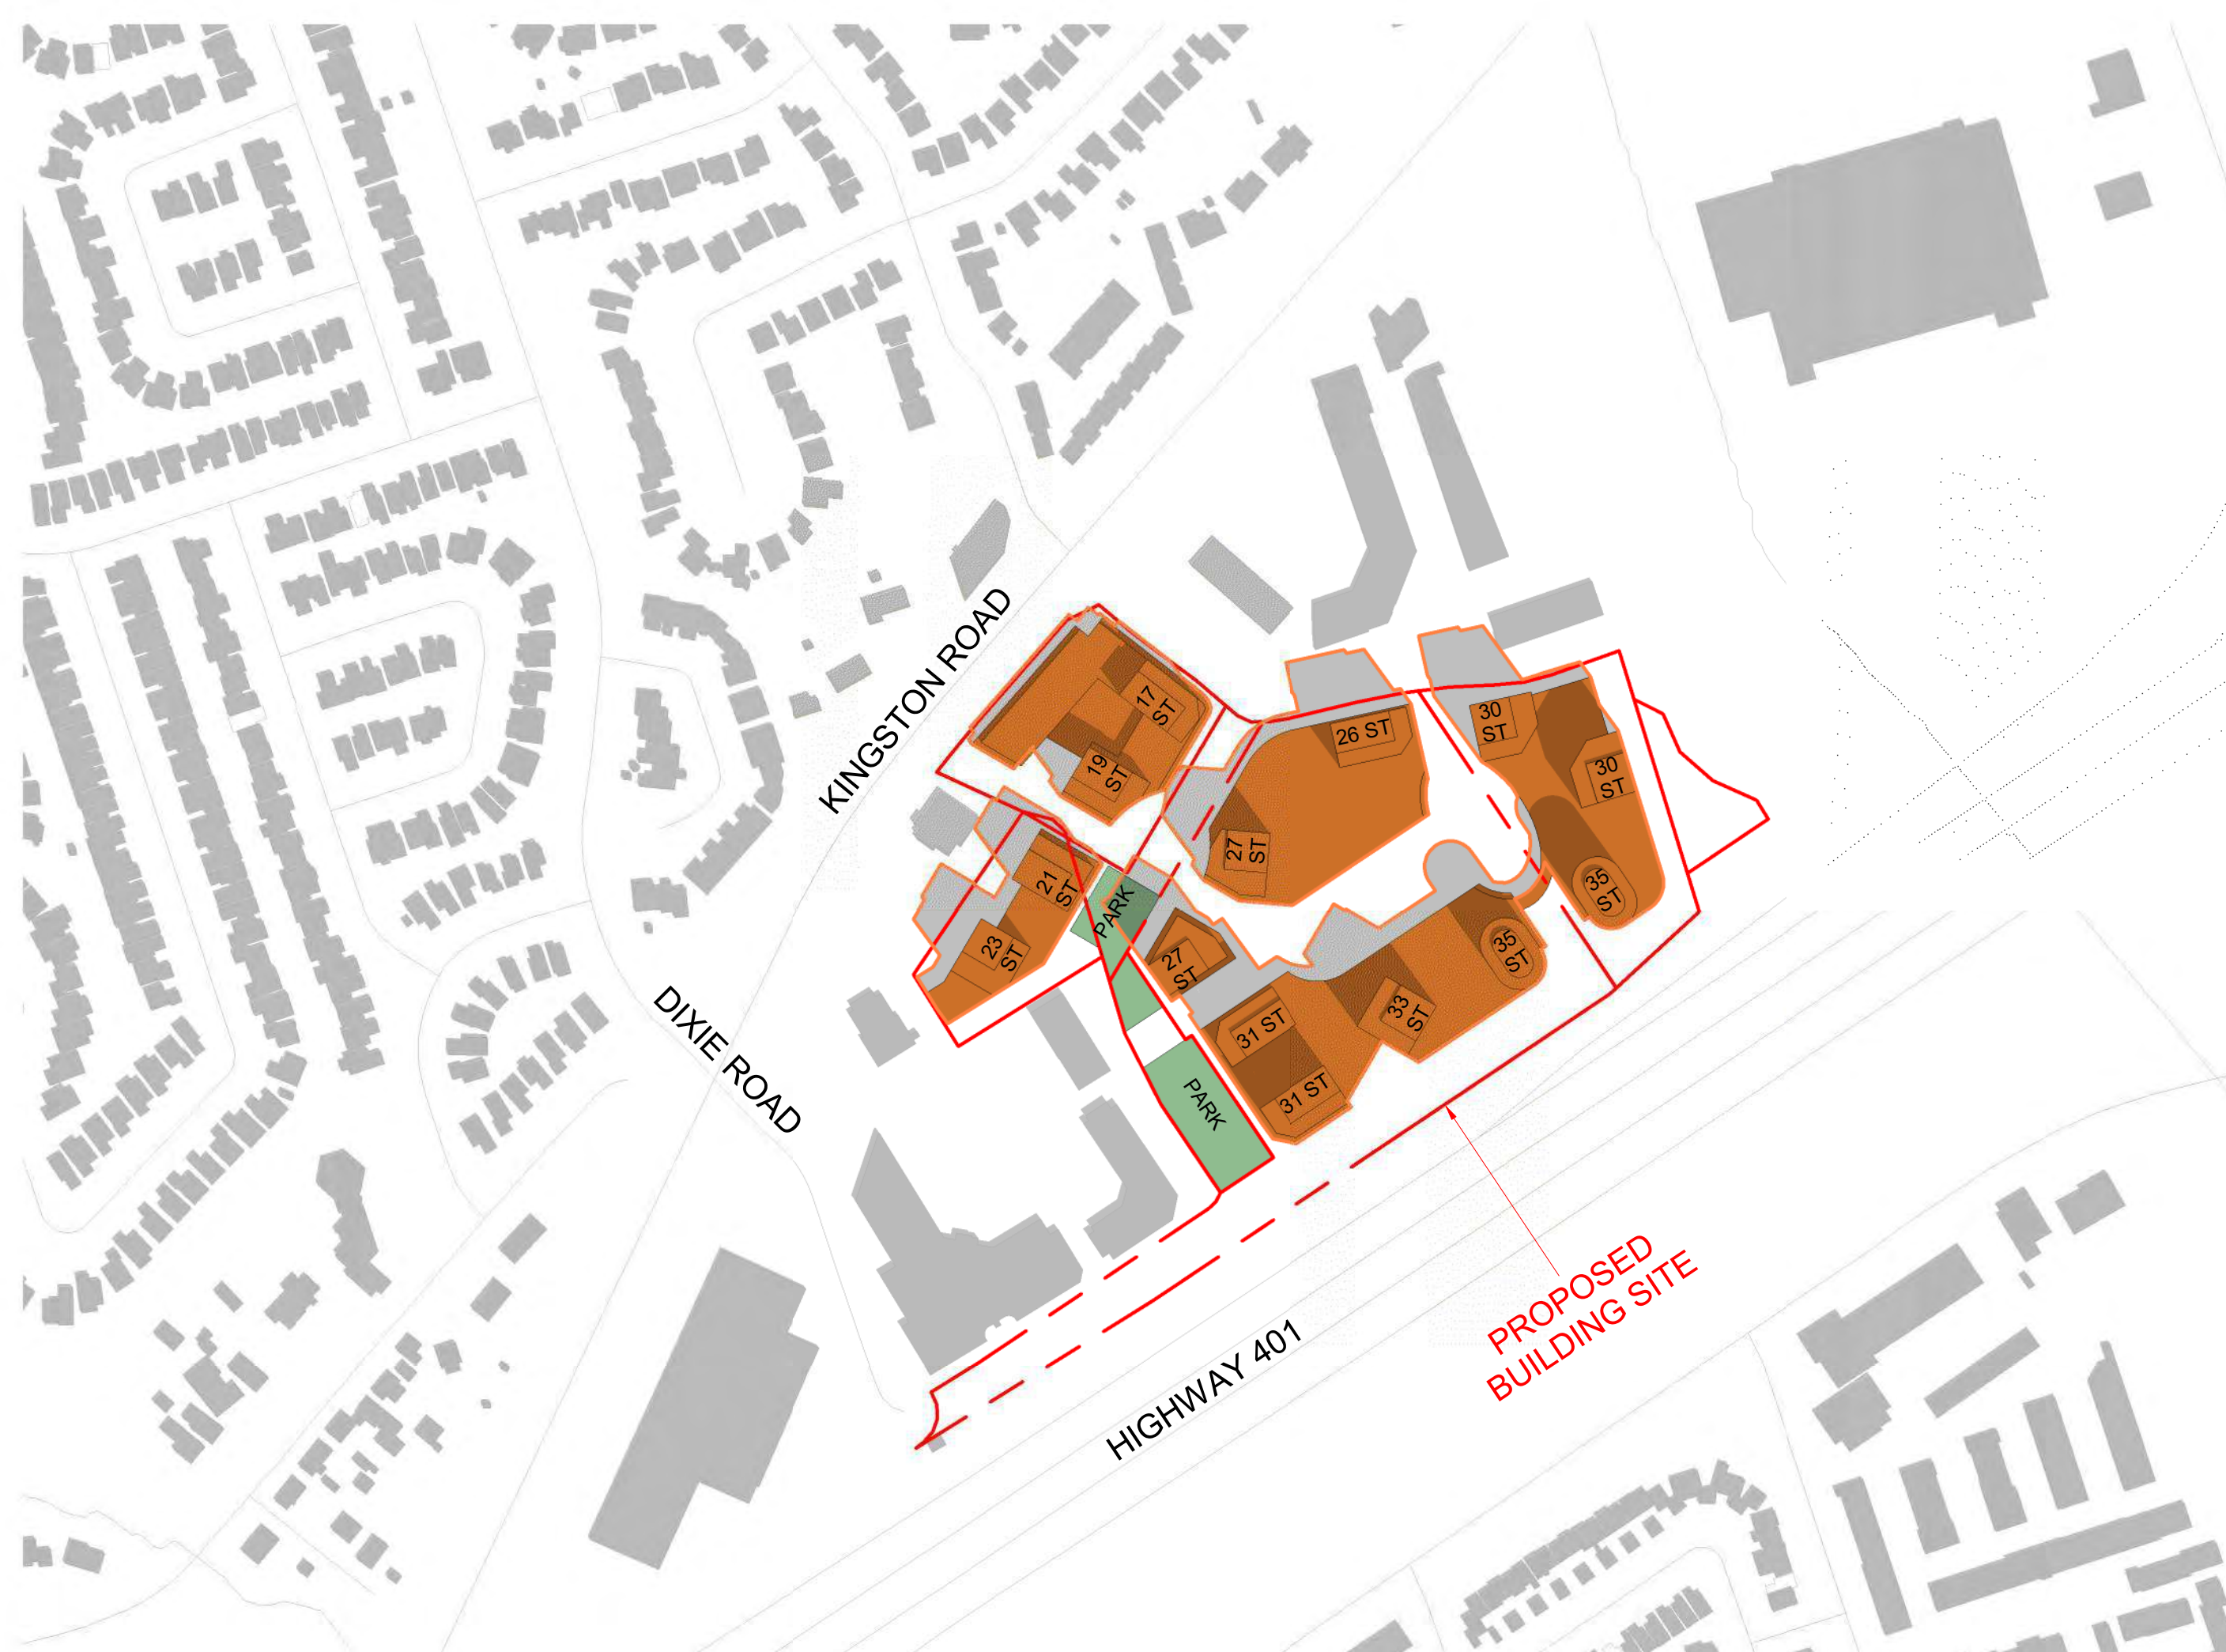 KINGSTON ROAD
17
ST
19
ST
26 ST
30
ST
30
ST
27
ST
21
ST
PARK
23
ST
27
ST
35
ST
35
ST
33
ST
31 ST
31 ST
PARK
DIXIE ROAD
HIGHWAY 401
PROPOSED
BUILDING SITE